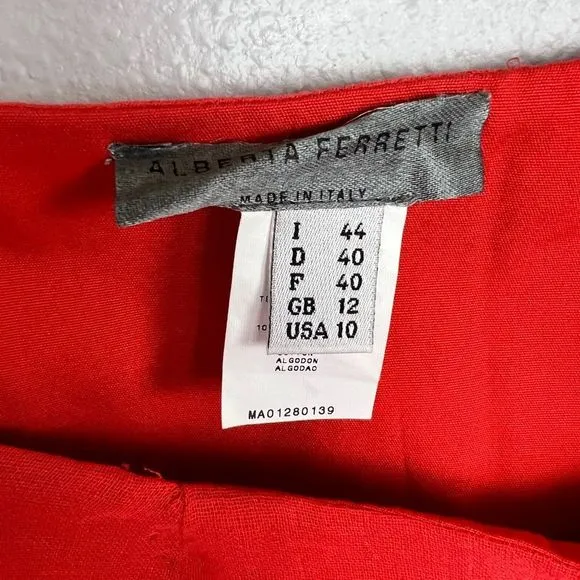 ALBERTA FERRETTI
MADE IN ITALY
I 44
D 40
F 40
GB 12
USA 10
ALGODON
ALGODAO
MA01280139